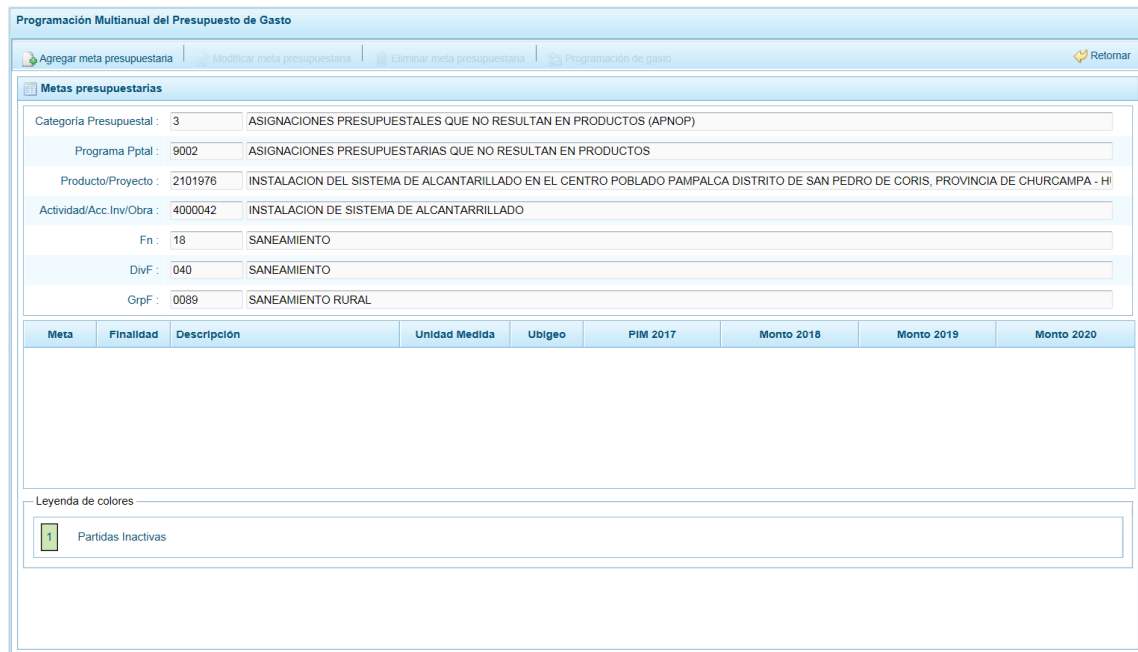 Programación Multianual del Presupuesto de Gasto
Agregar meta presupuestaria Modificar meta presupuestaria Eliminar meta presupuestaria Programación de gasto Retornar
Metas presupuestarias
Categoría Presupuestal : 3 ASIGNACIONES PRESUPUESTALES QUE NO RESULTAN EN PRODUCTOS (APNOP)
Programa Pptal : 9002 ASIGNACIONES PRESUPUESTARIAS QUE NO RESULTAN EN PRODUCTOS
Producto/Proyecto : 2101976 INSTALACION DEL SISTEMA DE ALCANTARILLADO EN EL CENTRO POBLADO PAMPALCA DISTRITO DE SAN PEDRO DE CORIS, PROVINCIA DE CHURCAMPA -
Actividad/Acc.Inv/Obra : 4000042 INSTALACION DE SISTEMA DE ALCANTARRILLADO
Fn : 18 SANEAMIENTO
DivF : 040 SANEAMIENTO
GrpF : 0089 SANEAMIENTO RURAL
Meta Finalidad Descripción Unidad Medida Ubigeo PIM 2017 Monto 2018 Monto 2019 Monto 2020
Leyenda de colores
1 Partidas Inactivas